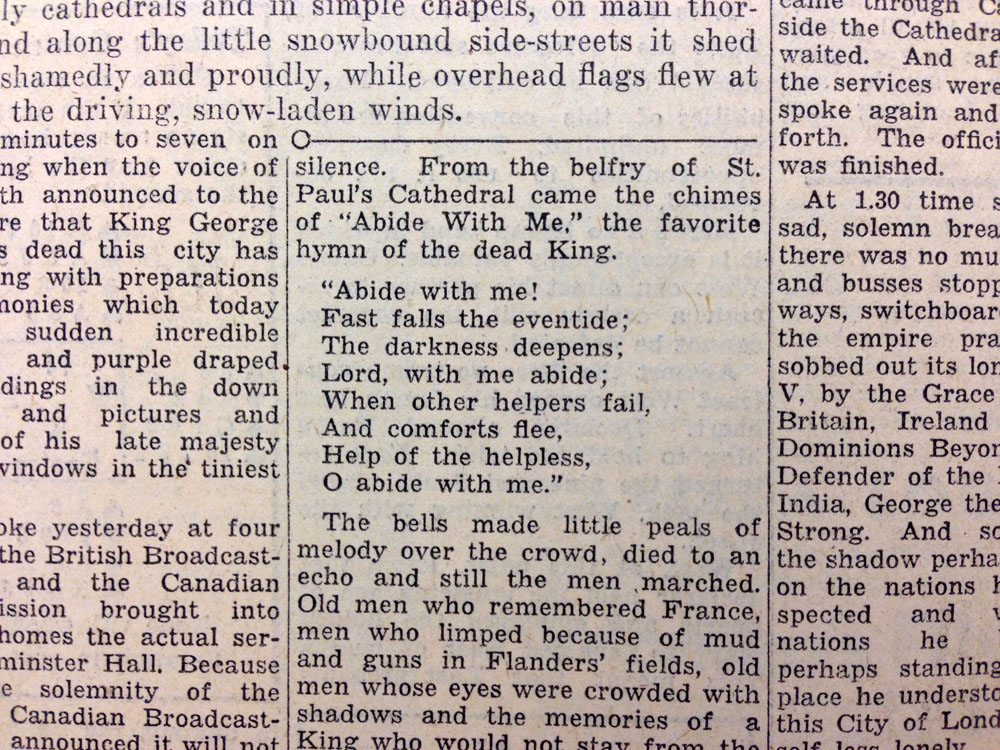 ly cathedrals and in simple chapels, on main thor-
nd along the little snowbound side-streets it shed
shamedly and proudly, while overhead flags flew at
the driving, snow-laden winds.
minutes to seven on
ng when the voice of
th announced to the
re that King George
s dead this city has
ng with preparations
monies which today
sudden incredible
and purple draped.
dings in the down
and pictures and
of his late majesty
windows in the tiniest
oke yesterday at four
the British Broadcast-
and the Canadian
ission brought into
homes the actual ser-
minster Hall. Because
e solemnity of the
Canadian Broadcast-
announced it will not
silence. From the belfry of St.
Paul's Cathedral came the chimes
of "Abide With Me," the favorite
hymn of the dead King.
"Abide with me!
Fast falls the eventide;
The darkness deepens;
Lord, with me abide;
When other helpers fail,
And comforts flee,
Help of the helpless,
O abide with me."
The bells made little peals of
melody over the crowd, died to an
echo and still the men marched.
Old men who remembered France,
men who limped because of mud
and guns in Flanders' fields, old
men whose eyes were crowded with
shadows and the memories of a
King who would not stay from the
came through C
side the Cathedra
waited. And af
the services were
spoke again and
forth. The offici
was finished.
At 1.30 time s
sad, solemn brea
there was no mu
and busses stopp
ways, switchboar
the empire pra
sobbed out its lon
V, by the Grace
Britain, Ireland
Dominions Beyon
Defender of the
India, George the
Strong. And so
the shadow perha
on the nations h
spected and w
nations he
perhaps standing
place he understo
this City of Lond
self less lonely